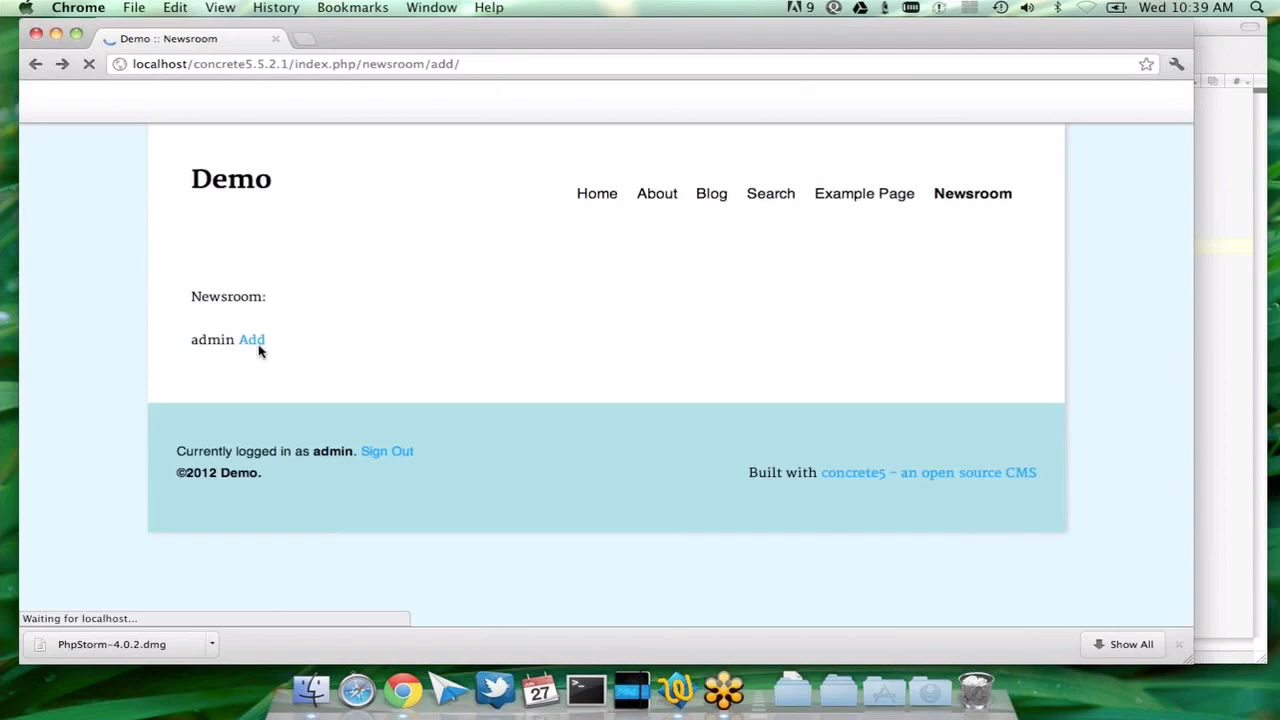 Chrome File Edit View History Bookmarks Window Help 9 Wed 10:39 AM
Demo :: Newsroom
localhost/concrete5.5.2.1/index.php/newsroom/add/
#
Demo
Home About Blog Search Example Page Newsroom
Newsroom:
admin Add
Currently logged in as admin. Sign Out
©2012 Demo.
Built with concrete5 - an open source CMS
Waiting for localhost...
PhpStorm-4.0.2.dmg
Show All
27